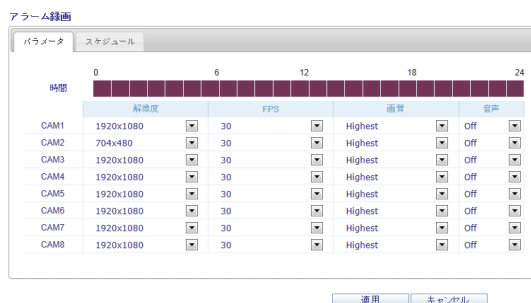 アラーム録画
パラメータ スケジュール
0 6 12 18 24
時間
解像度 FPS 画質 音声
CAM1 1920x1080 30 Highest Off
CAM2 704x480 30 Highest Off
CAM3 1920x1080 30 Highest Off
CAM4 1920x1080 30 Highest Off
CAM5 1920x1080 30 Highest Off
CAM6 1920x1080 30 Highest Off
CAM7 1920x1080 30 Highest Off
CAM8 1920x1080 30 Highest Off
適用 キャンセル